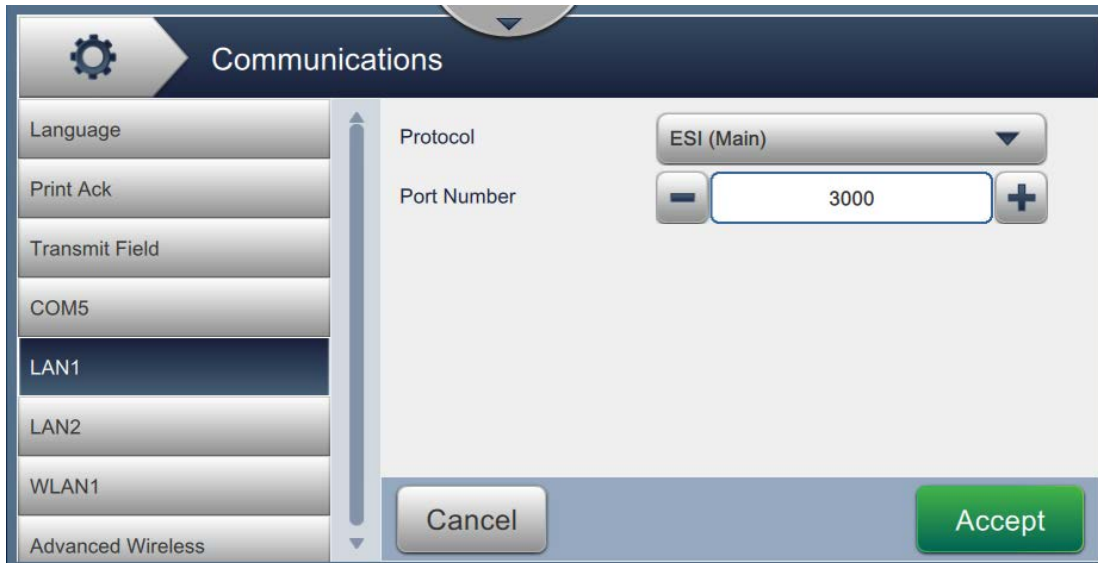 Communications
Language
Print Ack
Transmit Field
COM5
LAN1
LAN2
WLAN1
Advanced Wireless
Protocol
ESI (Main)
Port Number
3000
Cancel
Accept